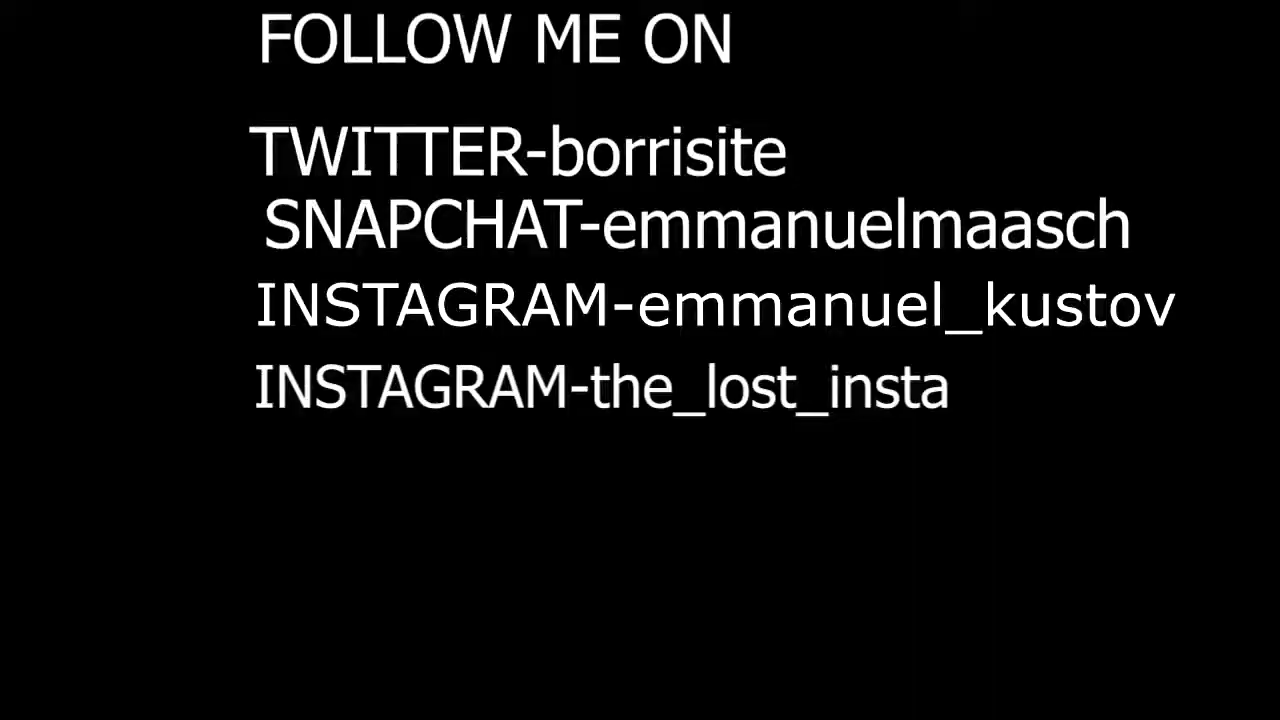 FOLLOW ME ON
TWITTER-borrisite
SNAPCHAT-emmanuelmaasch
INSTAGRAM-emmanuel_kustov
INSTAGRAM-the_lost_insta